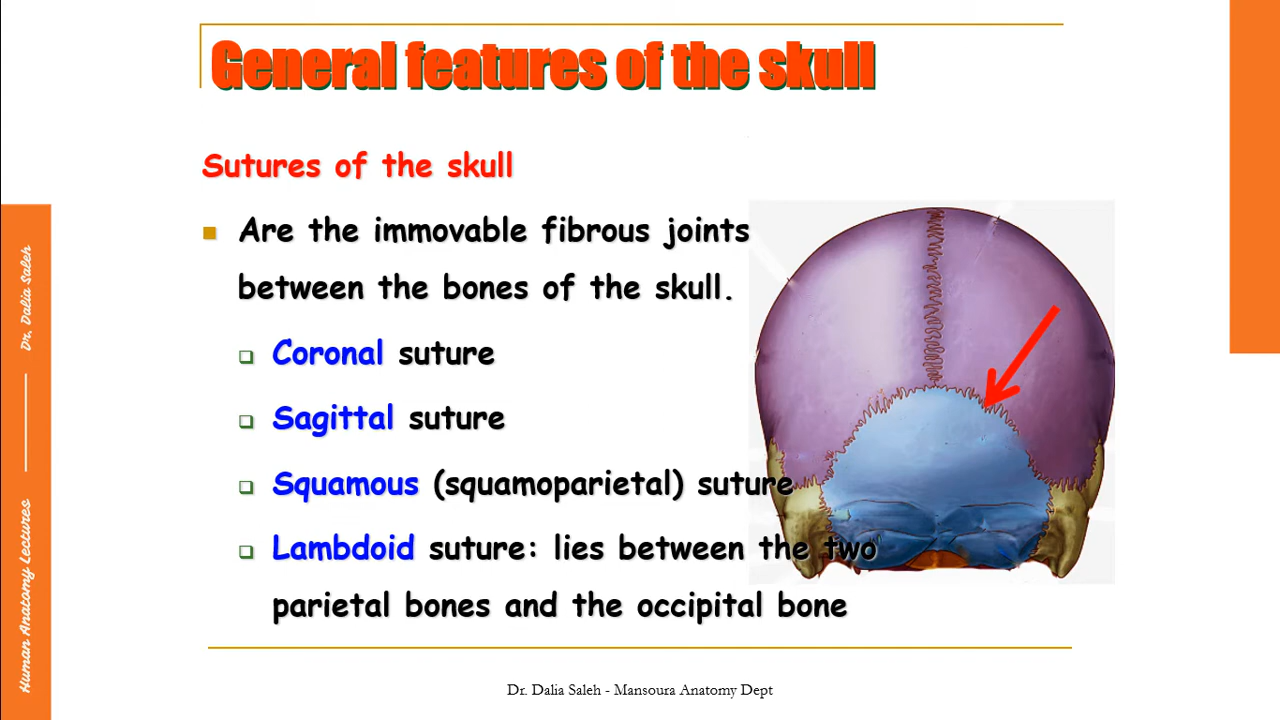 General features of the skull
Sutures of the skull
Are the immovable fibrous joints
between the bones of the skull.
Coronal suture
Sagittal suture
Squamous (squamoparietal) suture
Lambdoid suture: lies between the two
parietal bones and the occipital bone
Dr. Dalia Saleh - Mansoura Anatomy Dept
Human Anatomy Lectures
Dr. Dalia Saleh